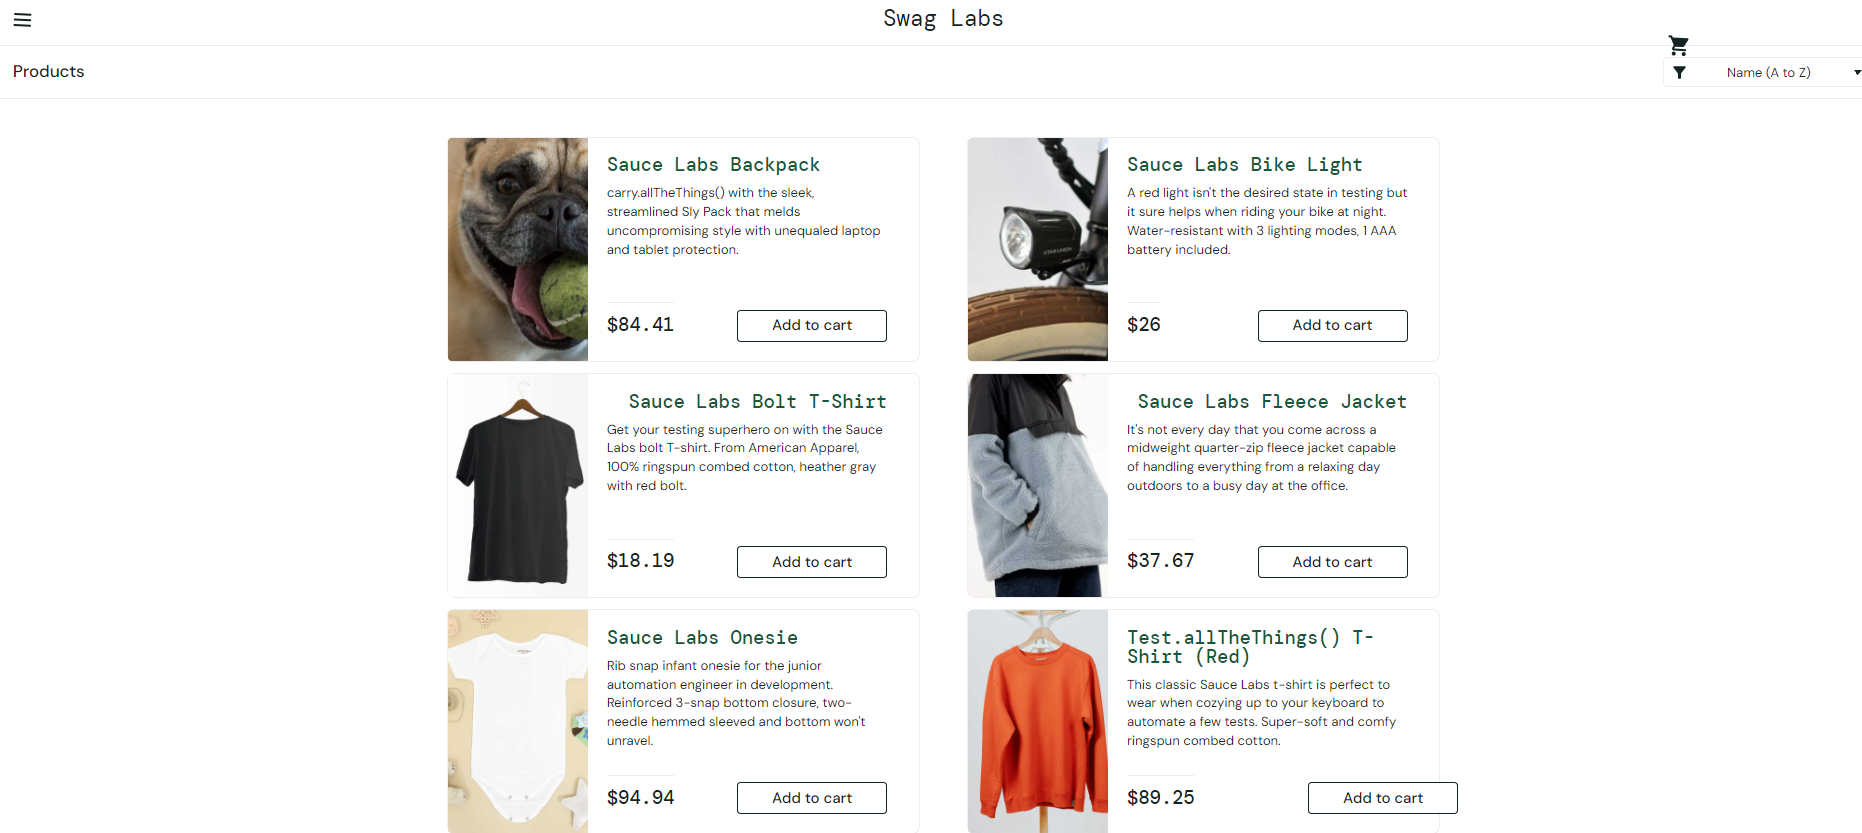 Swag Labs
Products
Name (A to Z)
Sauce Labs Backpack
carry.allTheThings() with the sleek,
streamlined Sly Pack that melds
uncompromising style with unequaled laptop
and tablet protection.
$84.41
Add to cart
Sauce Labs Bike Light
A red light isn't the desired state in testing but
it sure helps when riding your bike at night.
Water-resistant with 3 lighting modes, 1 AAA
battery included.
$26
Add to cart
Sauce Labs Bolt T-Shirt
Get your testing superhero on with the Sauce
Labs bolt T-shirt. From American Apparel,
100% ringspun combed cotton, heather gray
with red bolt.
$18.19
Add to cart
Sauce Labs Fleece Jacket
It's not every day that you come across a
midweight quarter-zip fleece jacket capable
of handling everything from a relaxing day
outdoors to a busy day at the office.
$37.67
Add to cart
Sauce Labs Onesie
Rib snap infant onesie for the junior
automation engineer in development.
Reinforced 3-snap bottom closure, two-
needle hemmed sleeved and bottom won't
unravel.
$94.94
Add to cart
Test.allTheThings() T-
Shirt (Red)
This classic Sauce Labs t-shirt is perfect to
wear when cozying up to your keyboard to
automate a few tests. Super-soft and comfy
ringspun combed cotton.
$89.25
Add to cart